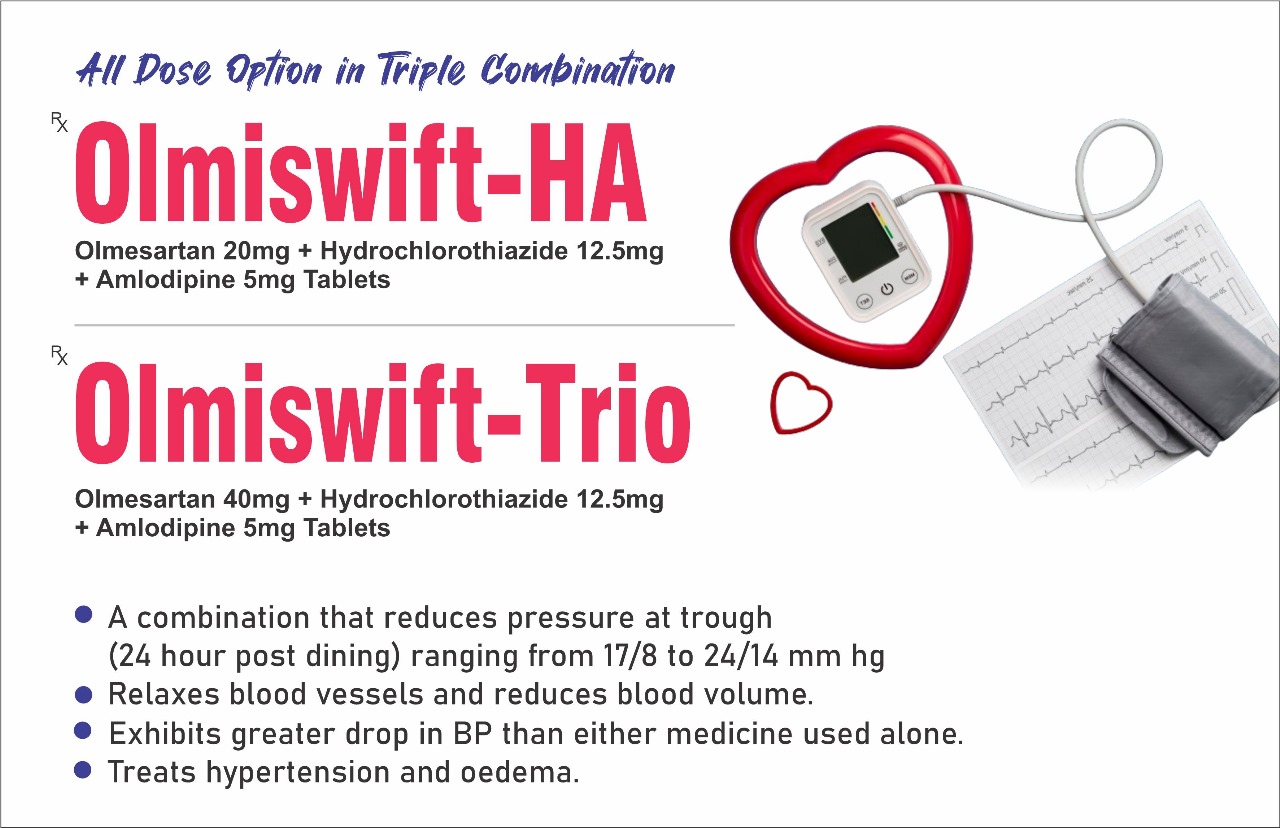 All Dose Option in Triple Combination
Rx
Olmiswift-HA
Olmesartan 20mg + Hydrochlorothiazide 12.5mg
+ Amlodipine 5mg Tablets
Rx
Olmiswift-Trio
Olmesartan 40mg + Hydrochlorothiazide 12.5mg
+ Amlodipine 5mg Tablets
A combination that reduces pressure at trough
(24 hour post dining) ranging from 17/8 to 24/14 mm hg
Relaxes blood vessels and reduces blood volume.
Exhibits greater drop in BP than either medicine used alone.
Treats hypertension and oedema.